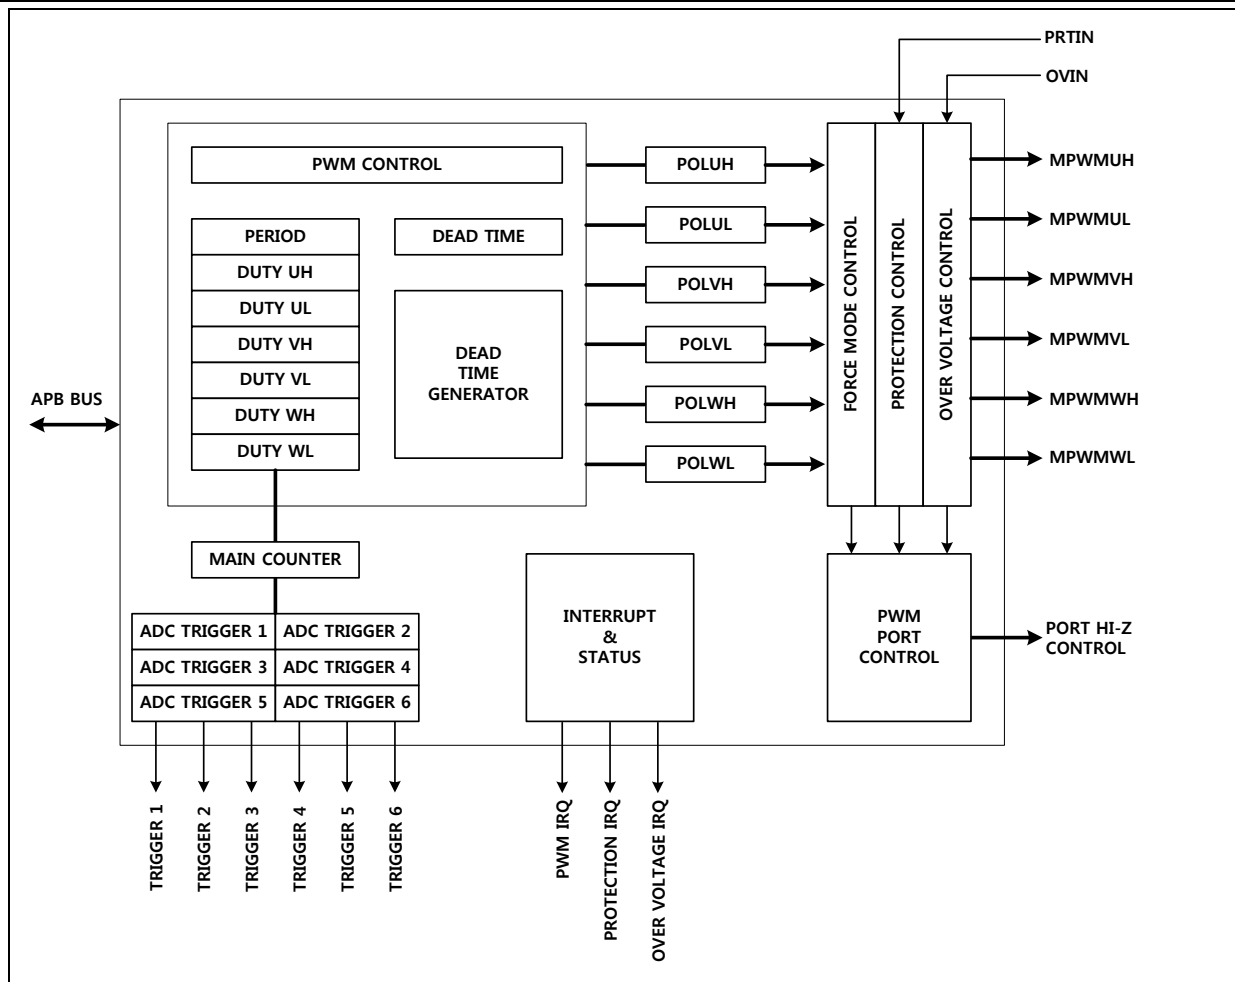 PRTIN
OVIN
PWM CONTROL
PERIOD
DUTY UH
DUTY UL
DUTY VH
DUTY VL
DUTY WH
DUTY WL
DEAD TIME
DEAD
TIME
GENERATOR
POLUH
POLUL
POLVH
POLVL
POLWH
POLWL
FORCE MODE CONTROL
PROTECTION CONTROL
OVER VOLTAGE CONTROL
MPWMUH
MPWMUL
MPWMVH
MPWMVL
MPWMWH
MPWMWL
APB BUS
MAIN COUNTER
ADC TRIGGER 1
ADC TRIGGER 2
ADC TRIGGER 3
ADC TRIGGER 4
ADC TRIGGER 5
ADC TRIGGER 6
INTERRUPT
&
STATUS
PWM
PORT
CONTROL
PORT HI-Z
CONTROL
TRIGGER 1
TRIGGER 2
TRIGGER 3
TRIGGER 4
TRIGGER 5
TRIGGER 6
PWM IRQ
PROTECTION IRQ
OVER VOLTAGE IRQ